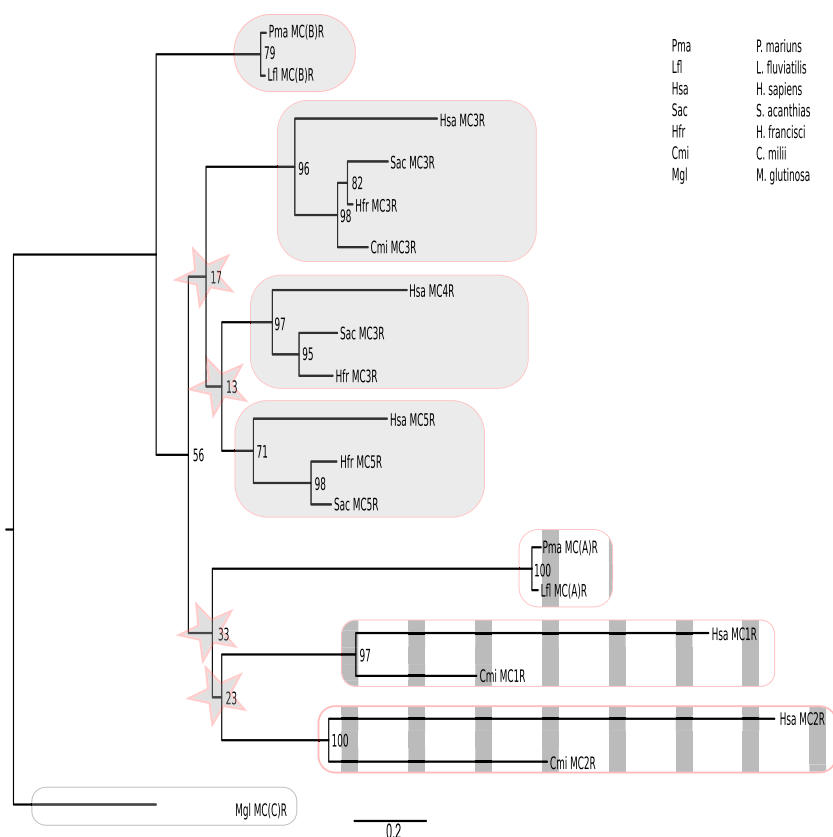 Pma MC(B)R
79
Lfl MC(B)R
Pma P. mariuns
Lfl L. fluviatilis
Hsa H. sapiens
Sac S. acanthias
Hfr H. francisci
Cmi C. milii
Mgl M. glutinosa
Hsa MC3R
96
Sac MC3R
82
Hfr MC3R
98
Cmi MC3R
17
Hsa MC4R
97
Sac MC3R
95
Hfr MC3R
13
Hsa MC5R
71
56
Hfr MC5R
98
Sac MC5R
Pma MC(A)R
100
Lfl MC(A)R
33
Hsa MC1R
97
Cmi MC1R
23
Hsa MC2R
100
Cmi MC2R
Mgl MC(C)R
0.2